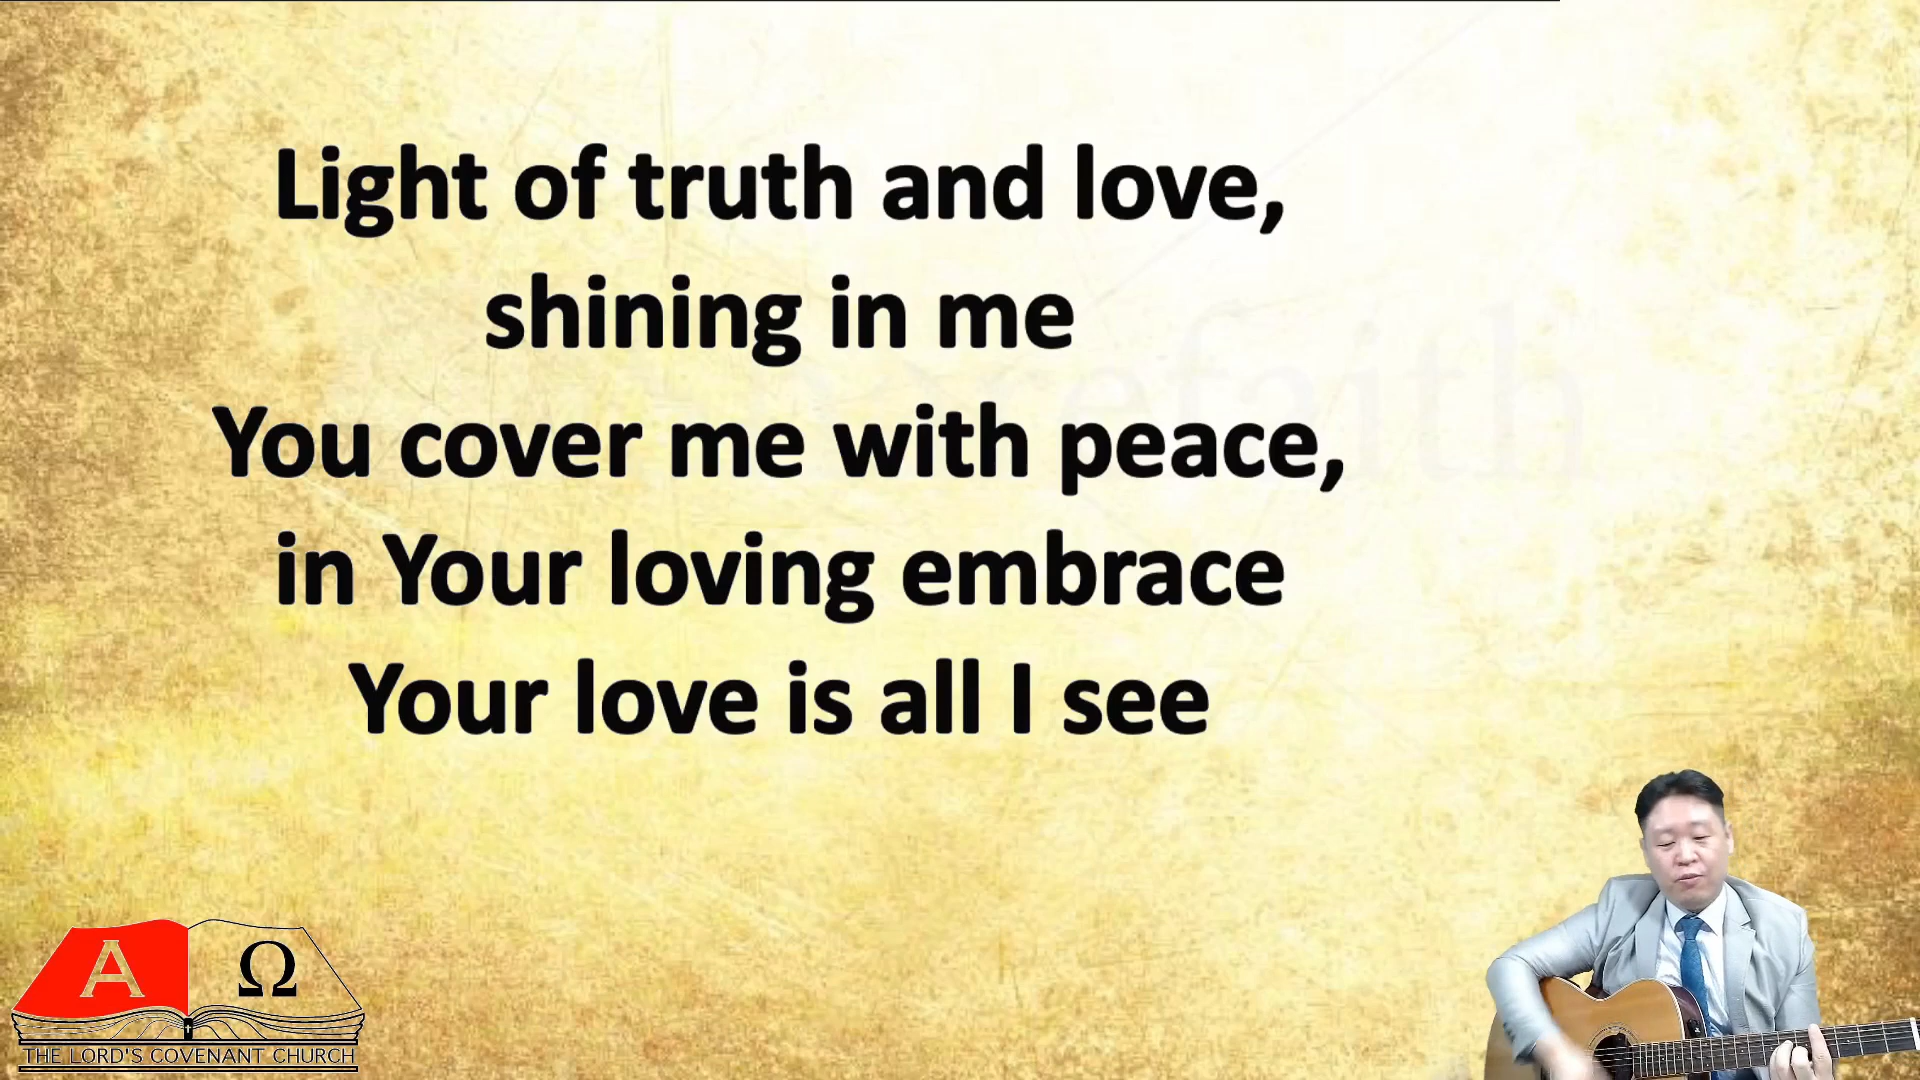 Light of truth and love,
shining in me
You cover me with peace,
in Your loving embrace
Your love is all I see
Α Ω
THE LORD'S COVENANT CHURCH